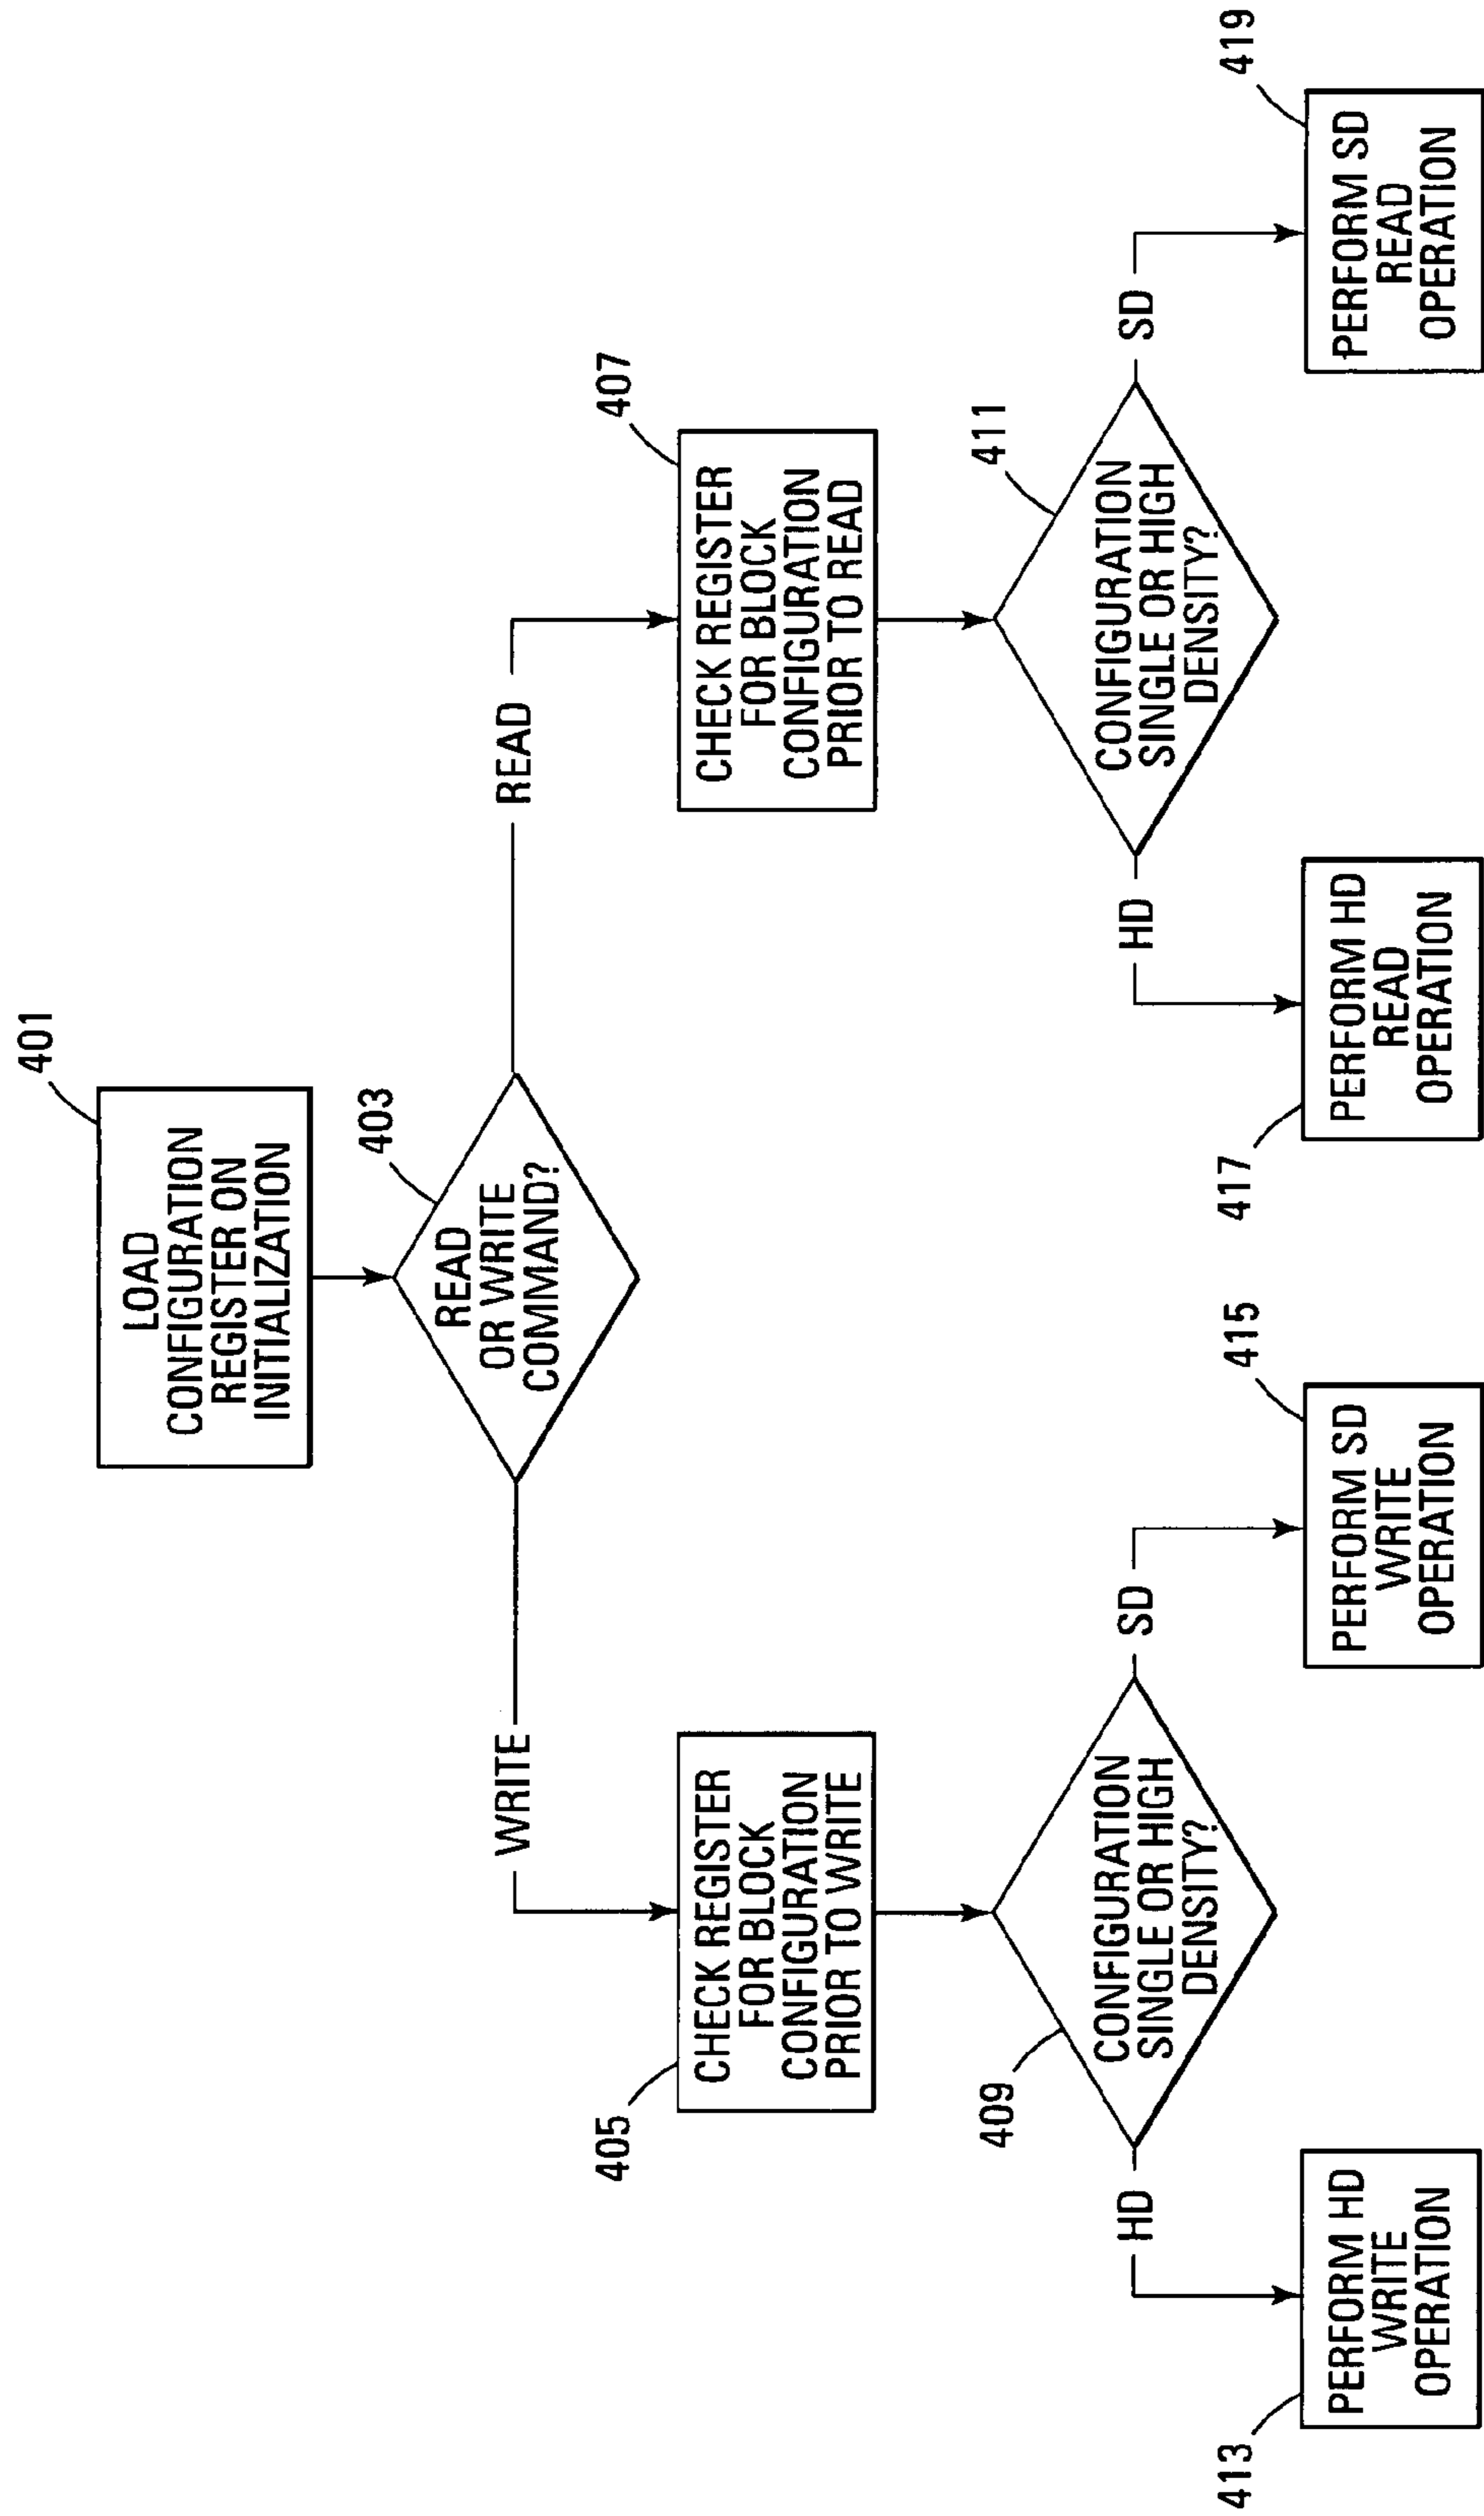 401
LOAD
CONFIGURATION
REGISTER ON
INITIALIZATION
403
READ
OR WRITE
COMMAND?
WRITE
READ
405
CHECK REGISTER
FOR BLOCK
CONFIGURATION
PRIOR TO WRITE
407
CHECK REGISTER
FOR BLOCK
CONFIGURATION
PRIOR TO READ
409
CONFIGURATION
SINGLE OR HIGH
DENSITY?
411
CONFIGURATION
SINGLE OR HIGH
DENSITY?
HD
SD
HD
SD
413
PERFORM HD
WRITE
OPERATION
415
PERFORM SD
WRITE
OPERATION
417
PERFORM HD
READ
OPERATION
419
PERFORM SD
READ
OPERATION